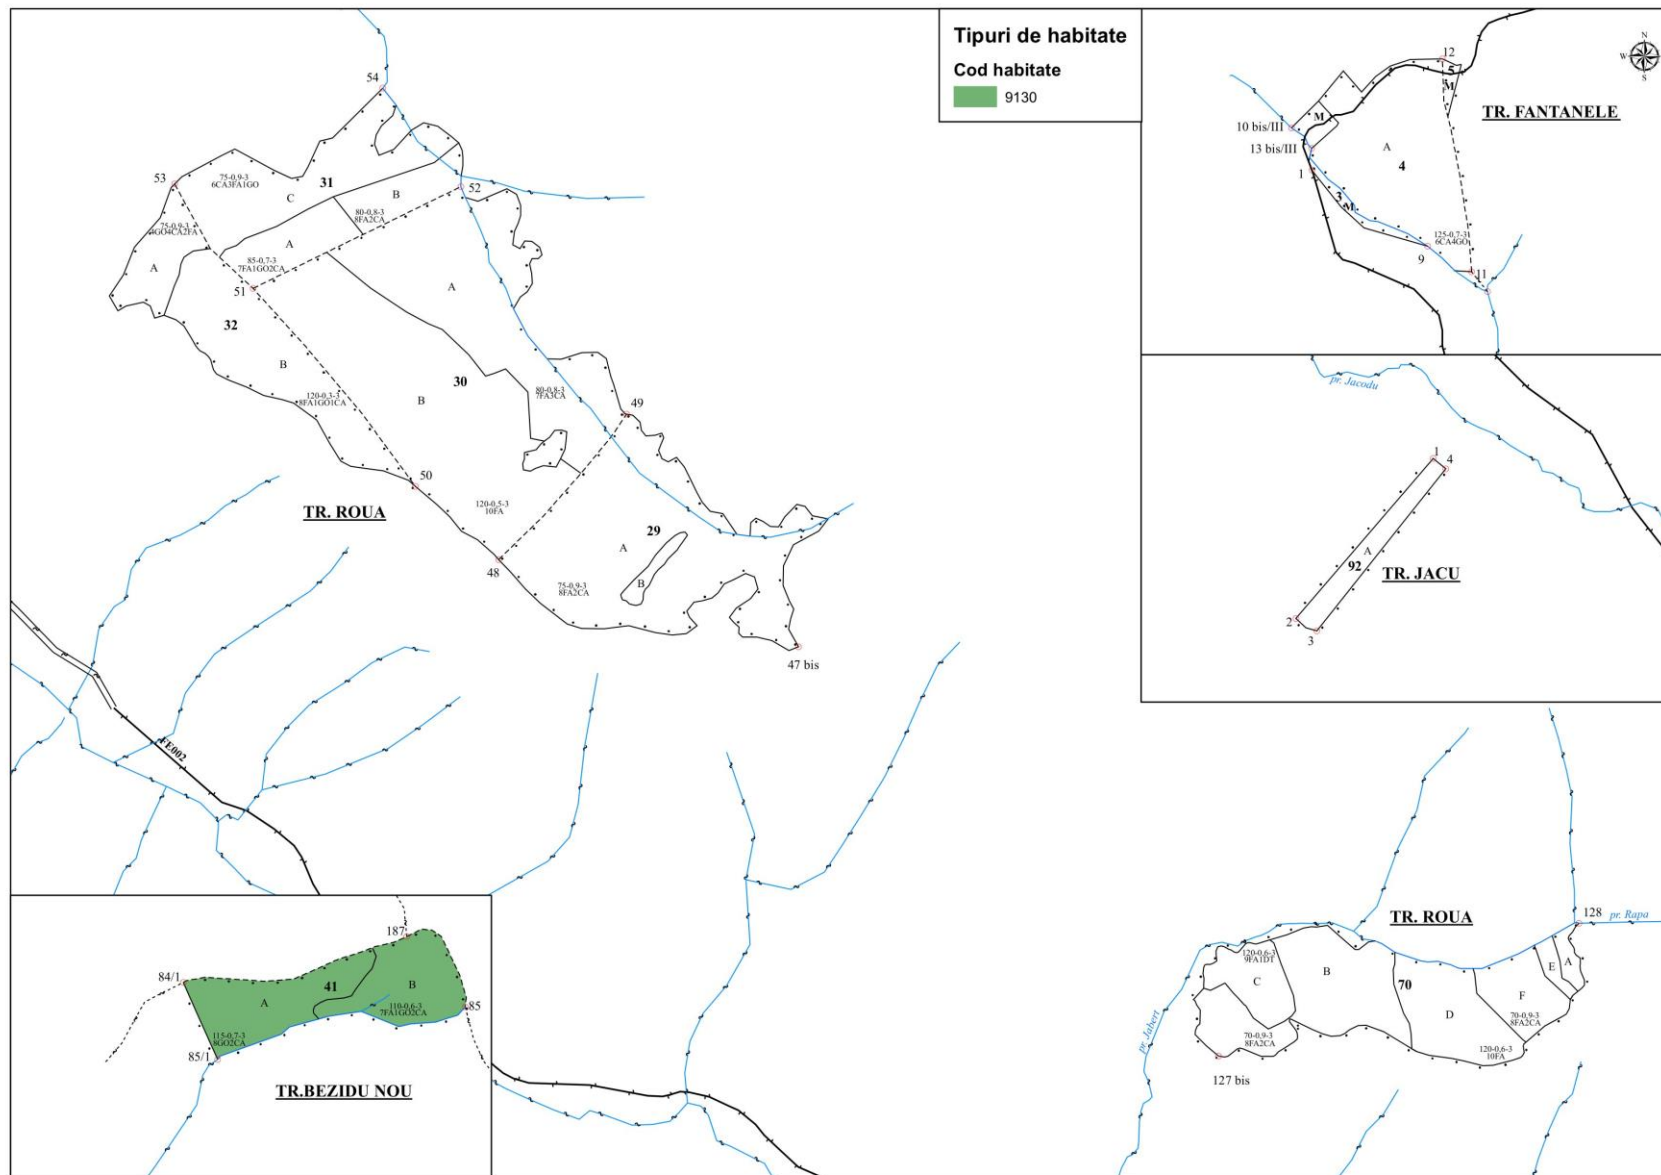 Tipuri de habitate
Cod habitate
9130
54
53
75-0,9-3
6CA3FA1GO
31
C
B
52
80-0,8-3
8FA2CA
75-0,9-3
4GO4CA2FA
A
A
85-0,7-3
7FA1GO2CA
51
32
A
B
30
B
120-0,3-3
8FA1GO1CA
80-0,8-3
7FA3CA
49
50
TR. ROUA
120-0,5-3
10FA
29
A
B
48
75-0,9-3
8FA2CA
47 bis
FE002
N
W
E
S
12
5
M
TR. FANTANELE
M
10 bis/III
13 bis/III
A
4
1
3
M
125-0,7-3
6CA4GO
9
11
pr. Jacodu
1
4
A
92
TR. JACU
2
3
187
84/1
41
A
B
110-0,6-3
7FA1GO2CA
85
115-0,7-3
8GO2CA
85/1
TR.BEZIDU NOU
TR. ROUA
128
pr. Rapa
120-0,6-3
9FA1DT
C
B
70
E
A
F
D
70-0,9-3
8FA2CA
70-0,9-3
8FA2CA
120-0,6-3
10FA
pr. Jabert
127 bis